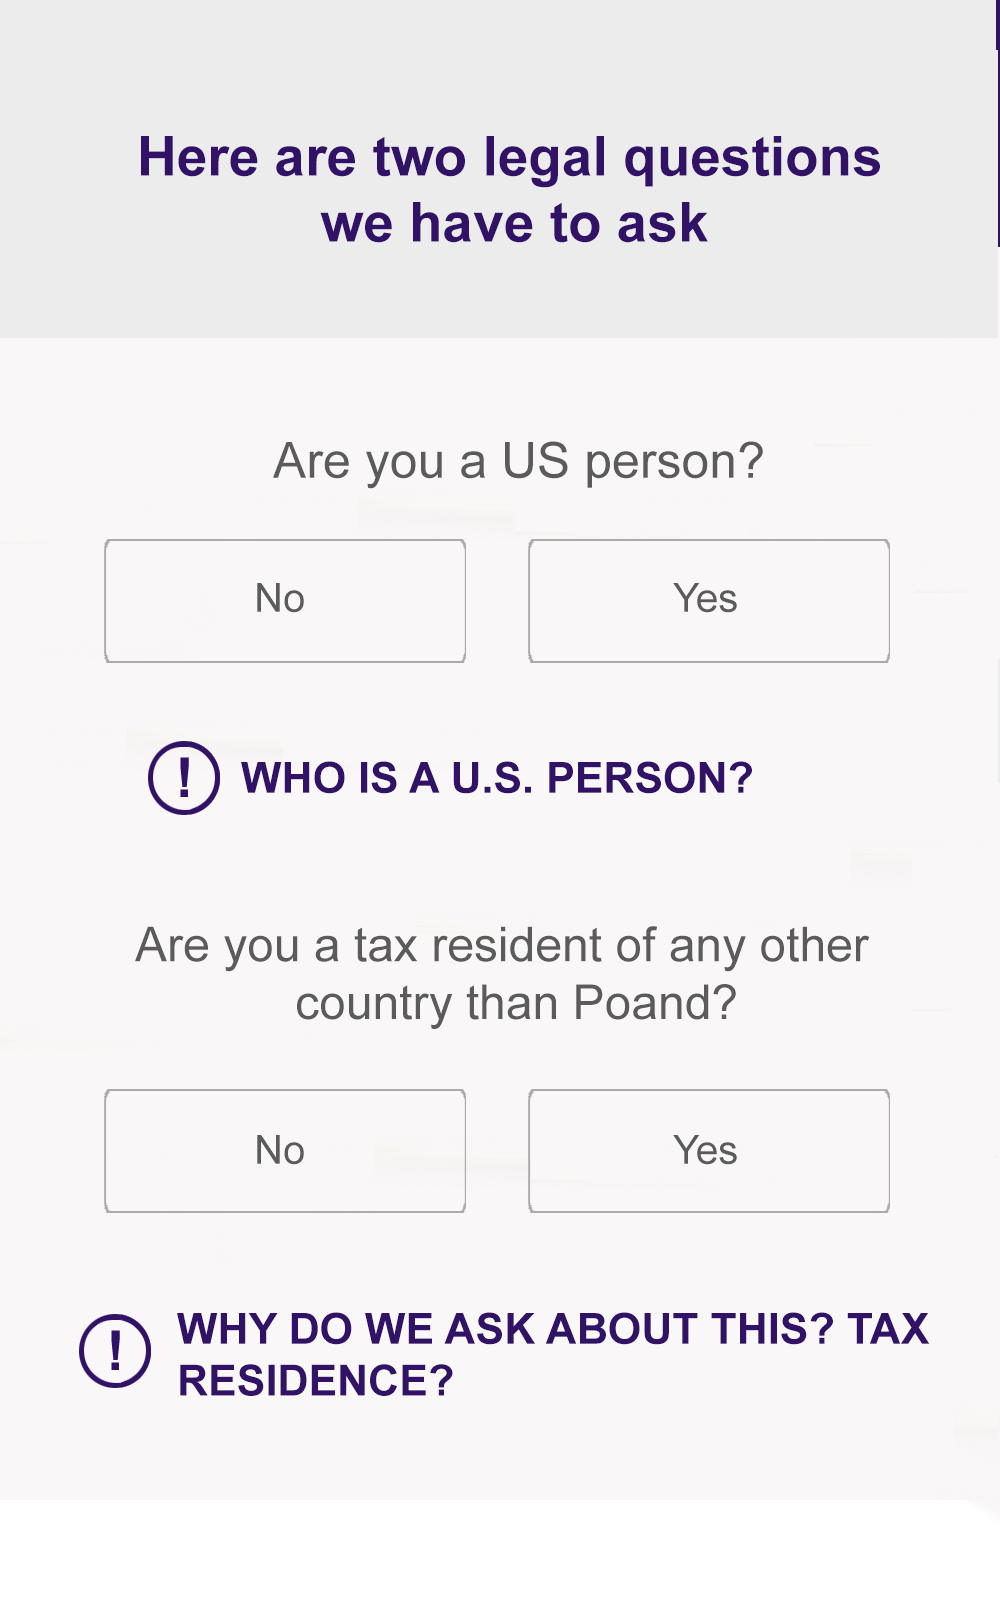 Here are two legal questions
we have to ask
Are you a US person?
No
Yes
! WHO IS A U.S. PERSON?
Are you a tax resident of any other
country than Poand?
No
Yes
! WHY DO WE ASK ABOUT THIS? TAX
RESIDENCE?